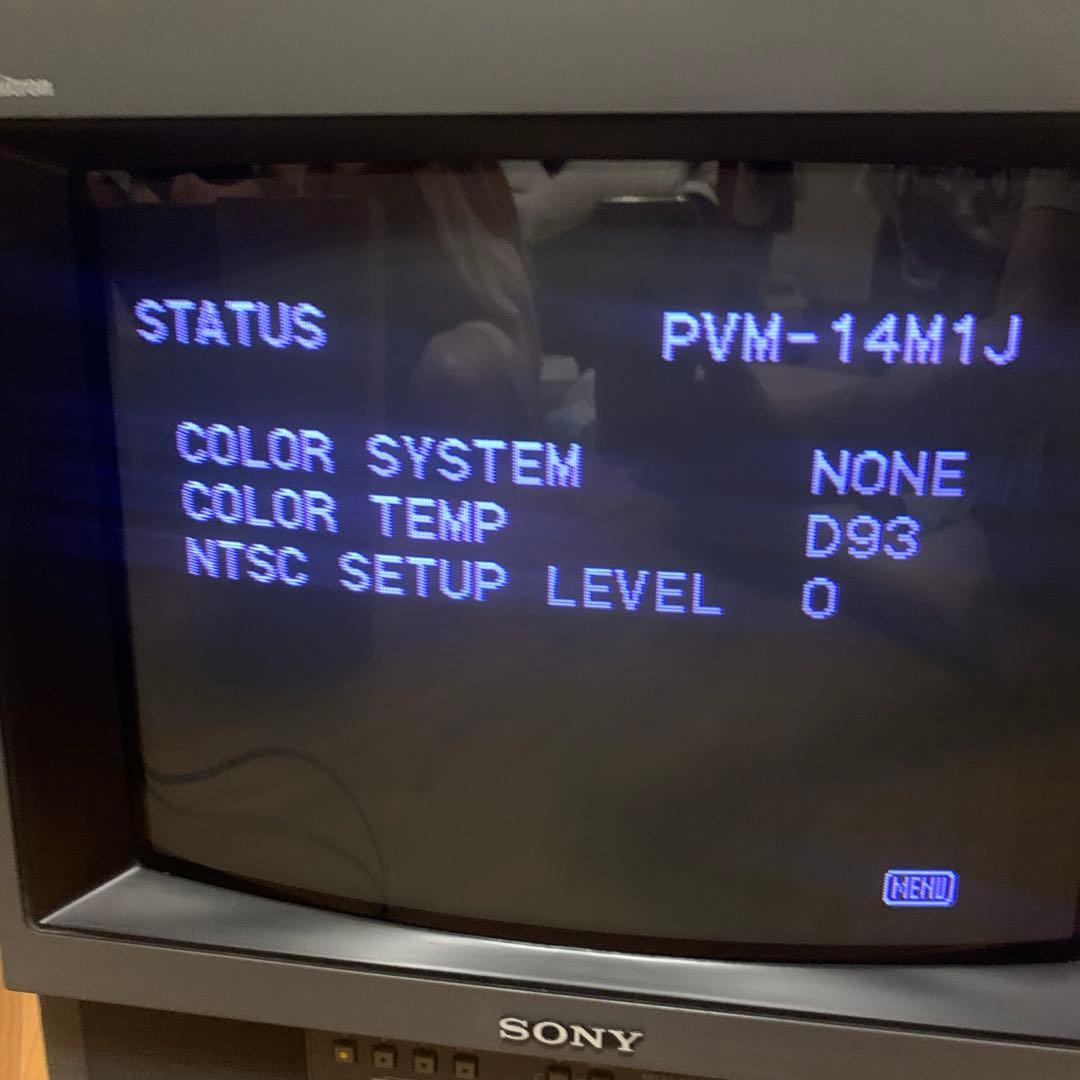 STATUS PVM-14M1J
COLOR SYSTEM NONE
COLOR TEMP D93
NTSC SETUP LEVEL 0
MENU
SONY